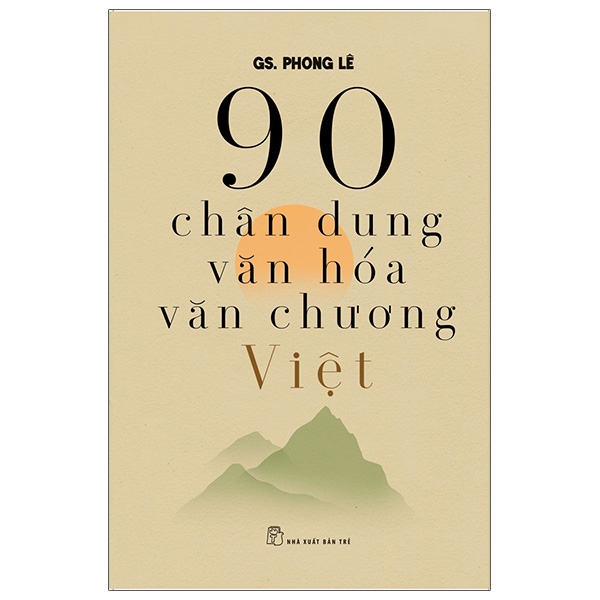 GS. PHONG LÊ
90
chân dung
văn hóa
văn chương
Việt
NHÀ XUẤT BẢN TRẺ